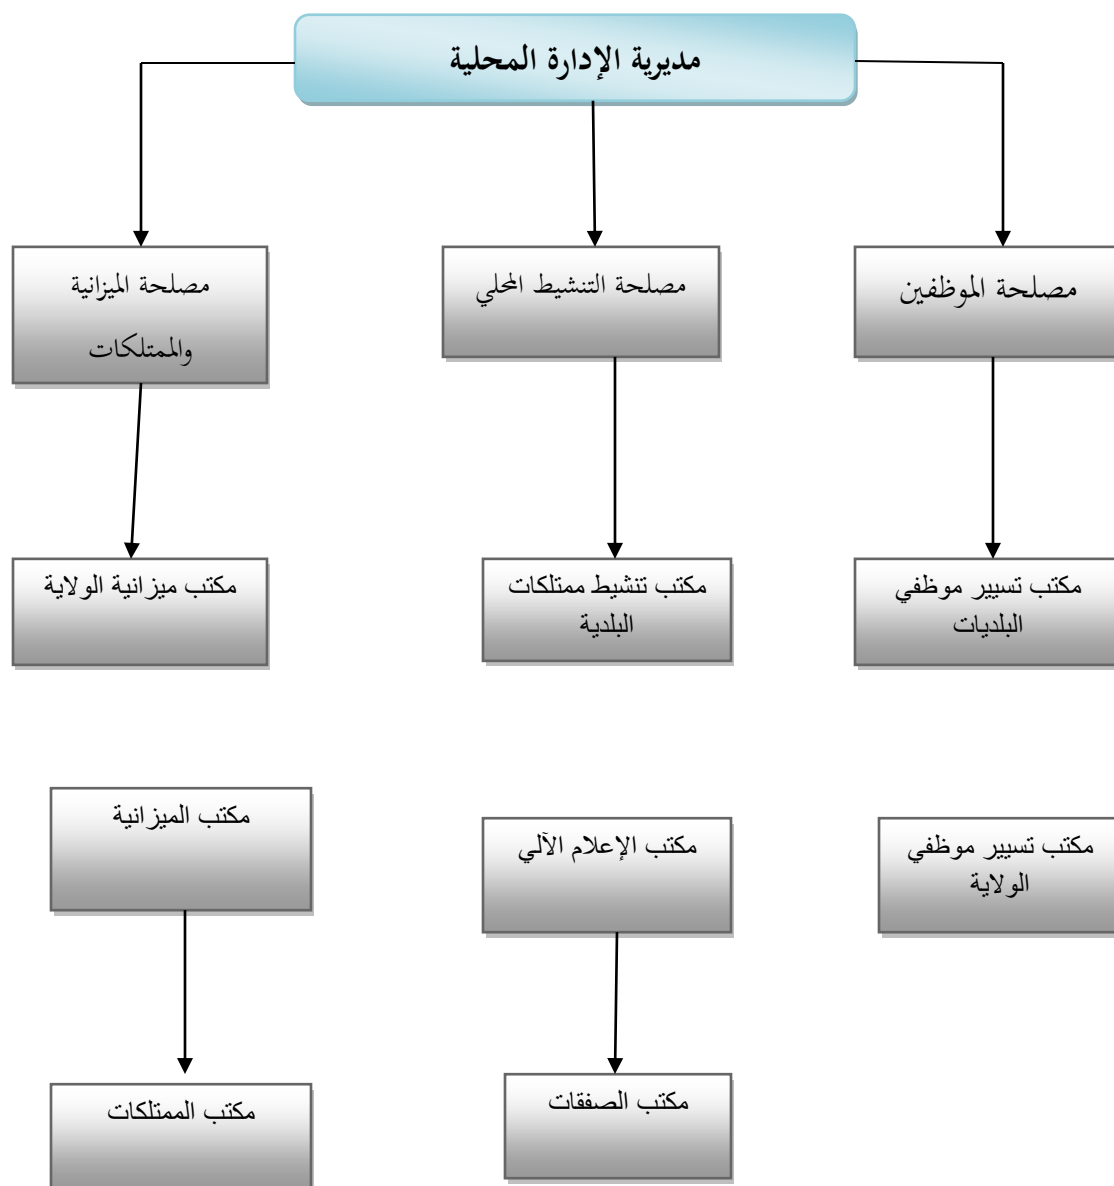 مديرية الإدارة المحلية
مصلحة الموظفين
مصلحة التنشيط المحلي
مصلحة الميزانية
والممتلكات
مكتب تسيير موظفي
البلديات
مكتب تنشيط ممتلكات
البلدية
مكتب ميزانية الولاية
مكتب تسيير موظفي
الولاية
مكتب الإعلام الآلي
مكتب الميزانية
مكتب الصفقات
مكتب الممتلكات